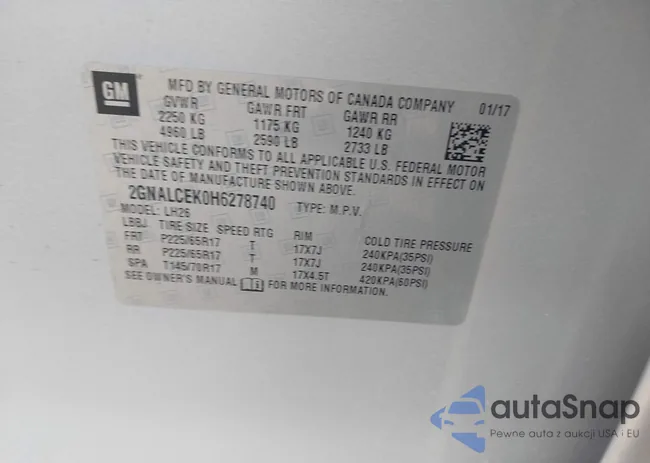 GM
MFD BY GENERAL MOTORS OF CANADA COMPANY 01/17
GVWR GAWR FRT GAWR RR
2250 KG 1175 KG 1240 KG
4960 LB 2590 LB 2733 LB
THIS VEHICLE CONFORMS TO ALL APPLICABLE U.S. FEDERAL MOTOR
VEHICLE SAFETY AND THEFT PREVENTION STANDARDS IN EFFECT ON
THE DATE OF MANUFACTURE SHOWN ABOVE.
2GNALCEK0H6278740 TYPE: M.P.V.
MODEL: LH26
LBBJ TIRE SIZE SPEED RTG RIM COLD TIRE PRESSURE
FRT P225/65R17 T 17X7J 240KPA(35PSI)
RR P225/65R17 T 17X7J 240KPA(35PSI)
SPA T145/70R17 M 17X4.5T 420KPA(60PSI)
SEE OWNER'S MANUAL FOR MORE INFORMATION.
autaSnap
Pewne auta z aukcji USA i EU